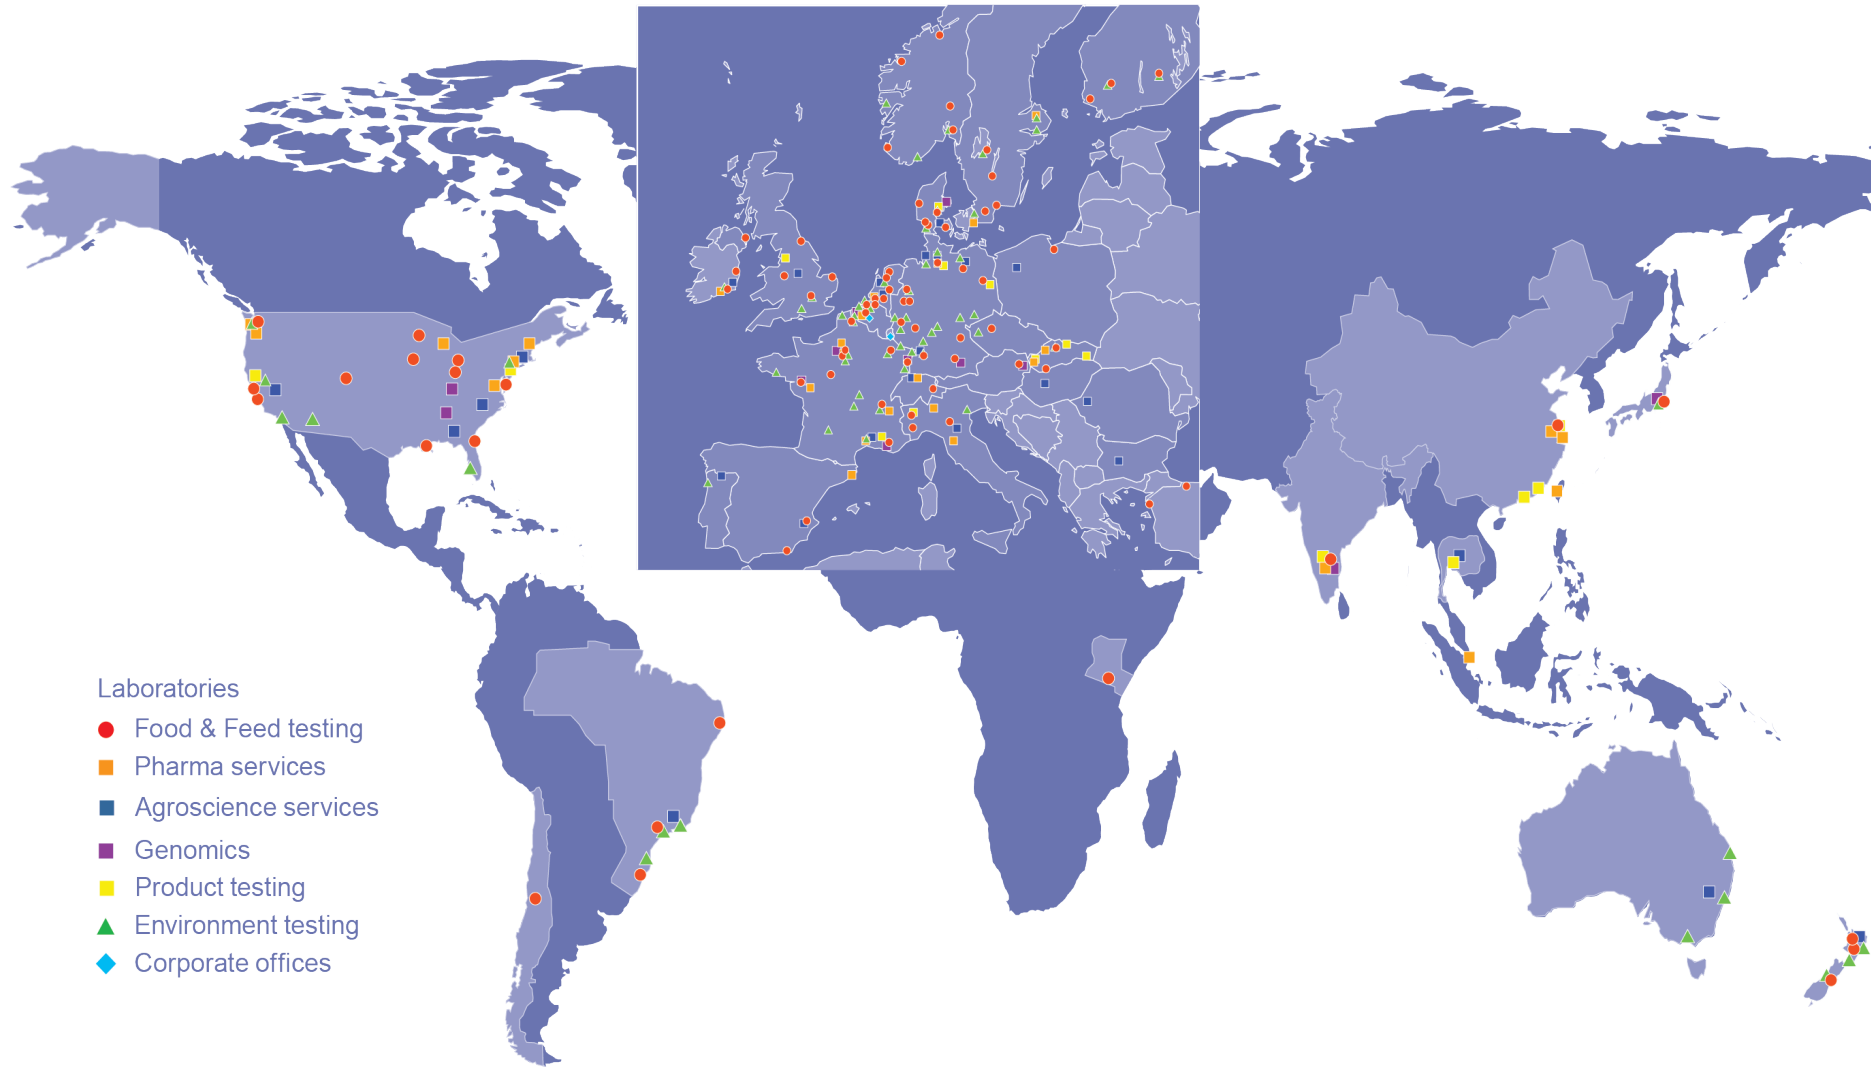 Laboratories
Food & Feed testing
Pharma services
Agroscience services
Genomics
Product testing
Environment testing
Corporate offices